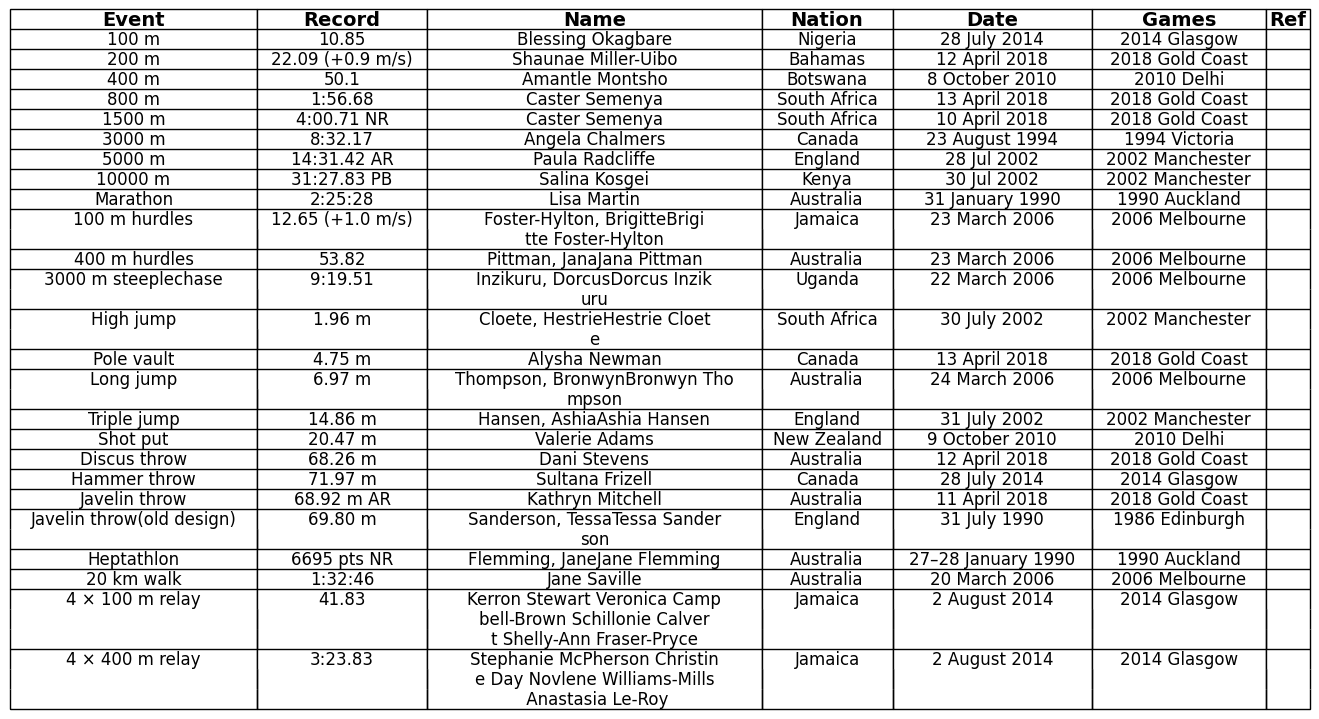 Event Record Name Nation Date Games Ref
100 m 10.85 Blessing Okagbare Nigeria 28 July 2014 2014 Glasgow
200 m 22.09 (+0.9 m/s) Shaunae Miller-Uibo Bahamas 12 April 2018 2018 Gold Coast
400 m 50.1 Amantle Montsho Botswana 8 October 2010 2010 Delhi
800 m 1:56.68 Caster Semenya South Africa 13 April 2018 2018 Gold Coast
1500 m 4:00.71 NR Caster Semenya South Africa 10 April 2018 2018 Gold Coast
3000 m 8:32.17 Angela Chalmers Canada 23 August 1994 1994 Victoria
5000 m 14:31.42 AR Paula Radcliffe England 28 Jul 2002 2002 Manchester
10000 m 31:27.83 PB Salina Kosgei Kenya 30 Jul 2002 2002 Manchester
Marathon 2:25:28 Lisa Martin Australia 31 January 1990 1990 Auckland
100 m hurdles 12.65 (+1.0 m/s) Foster-Hylton, BrigitteBrigi Jamaica 23 March 2006 2006 Melbourne
tte Foster-Hylton
400 m hurdles 53.82 Pittman, JanaJana Pittman Australia 23 March 2006 2006 Melbourne
3000 m steeplechase 9:19.51 Inzikuru, DorcusDorcus Inzik Uganda 22 March 2006 2006 Melbourne
uru
High jump 1.96 m Cloete, HestrieHestrie Cloet South Africa 30 July 2002 2002 Manchester
e
Pole vault 4.75 m Alysha Newman Canada 13 April 2018 2018 Gold Coast
Long jump 6.97 m Thompson, BronwynBronwyn Tho Australia 24 March 2006 2006 Melbourne
mpson
Triple jump 14.86 m Hansen, AshiaAshia Hansen England 31 July 2002 2002 Manchester
Shot put 20.47 m Valerie Adams New Zealand 9 October 2010 2010 Delhi
Discus throw 68.26 m Dani Stevens Australia 12 April 2018 2018 Gold Coast
Hammer throw 71.97 m Sultana Frizell Canada 28 July 2014 2014 Glasgow
Javelin throw 68.92 m AR Kathryn Mitchell Australia 11 April 2018 2018 Gold Coast
Javelin throw(old design) 69.80 m Sanderson, TessaTessa Sander England 31 July 1990 1986 Edinburgh
son
Heptathlon 6695 pts NR Flemming, JaneJane Flemming Australia 27–28 January 1990 1990 Auckland
20 km walk 1:32:46 Jane Saville Australia 20 March 2006 2006 Melbourne
4 × 100 m relay 41.83 Kerron Stewart Veronica Camp Jamaica 2 August 2014 2014 Glasgow
bell-Brown Schillonie Calver
t Shelly-Ann Fraser-Pryce
4 × 400 m relay 3:23.83 Stephanie McPherson Christin Jamaica 2 August 2014 2014 Glasgow
e Day Novlene Williams-Mills
Anastasia Le-Roy